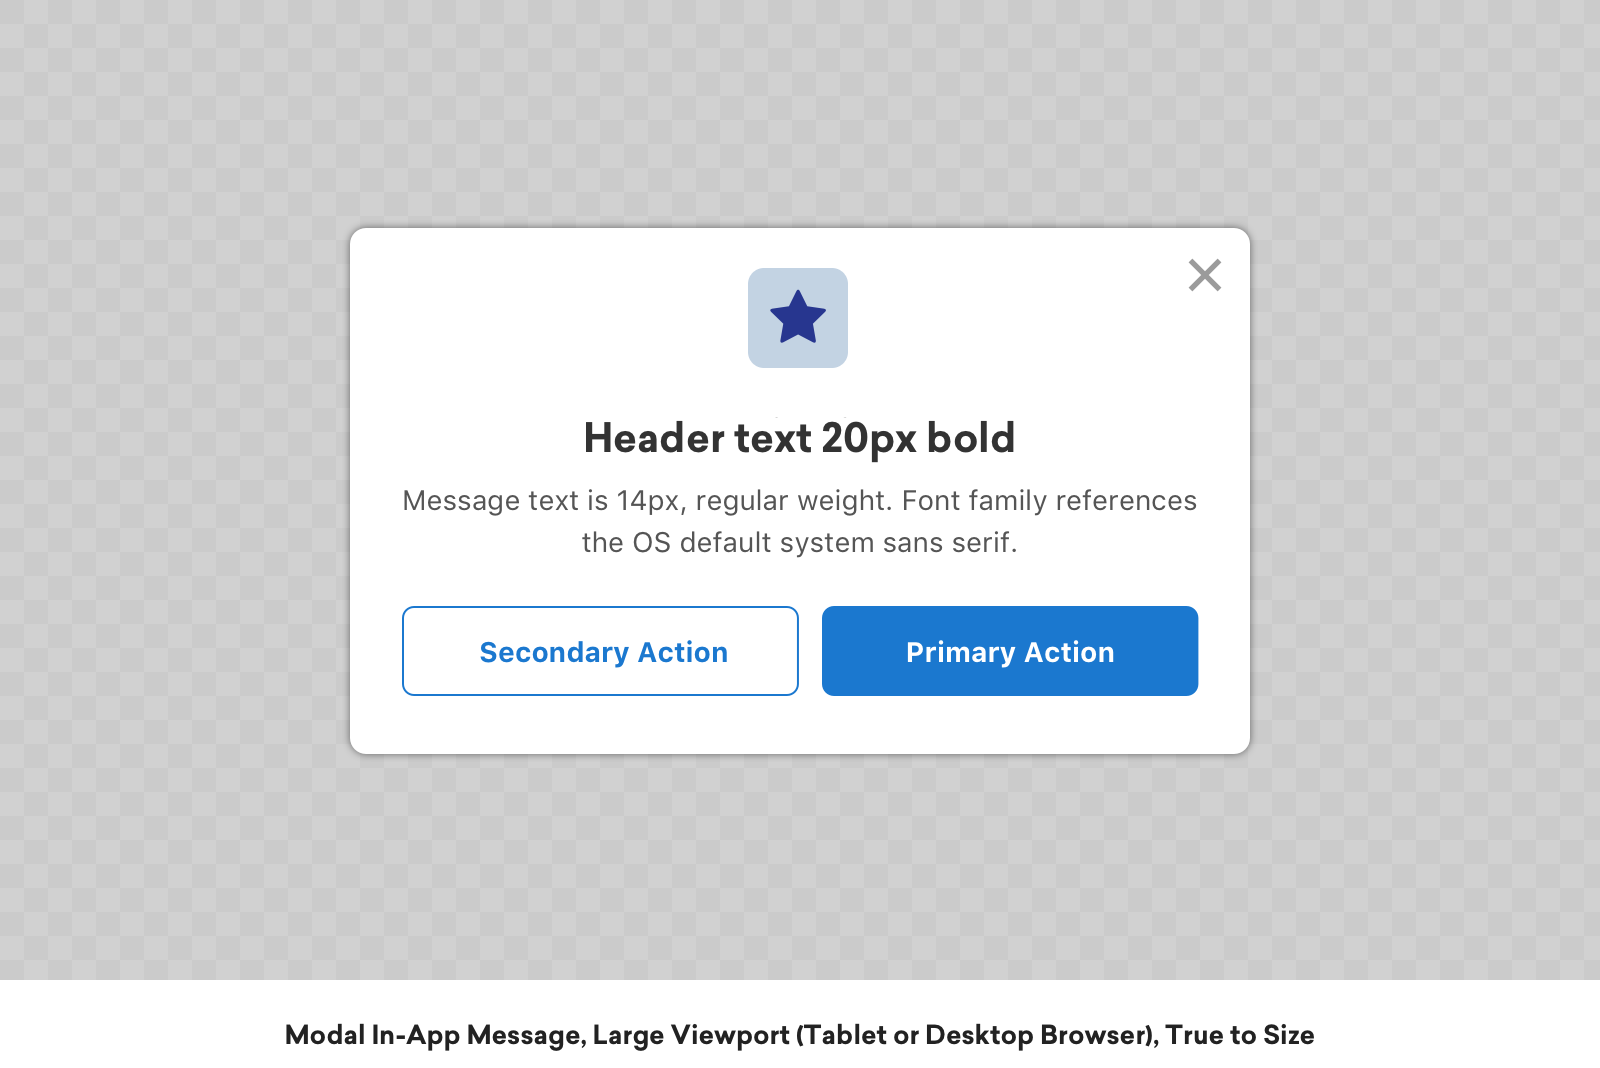 Header text 20px bold
Message text is 14px, regular weight. Font family references
the OS default system sans serif.
Secondary Action
Primary Action
Modal In-App Message, Large Viewport (Tablet or Desktop Browser), True to Size